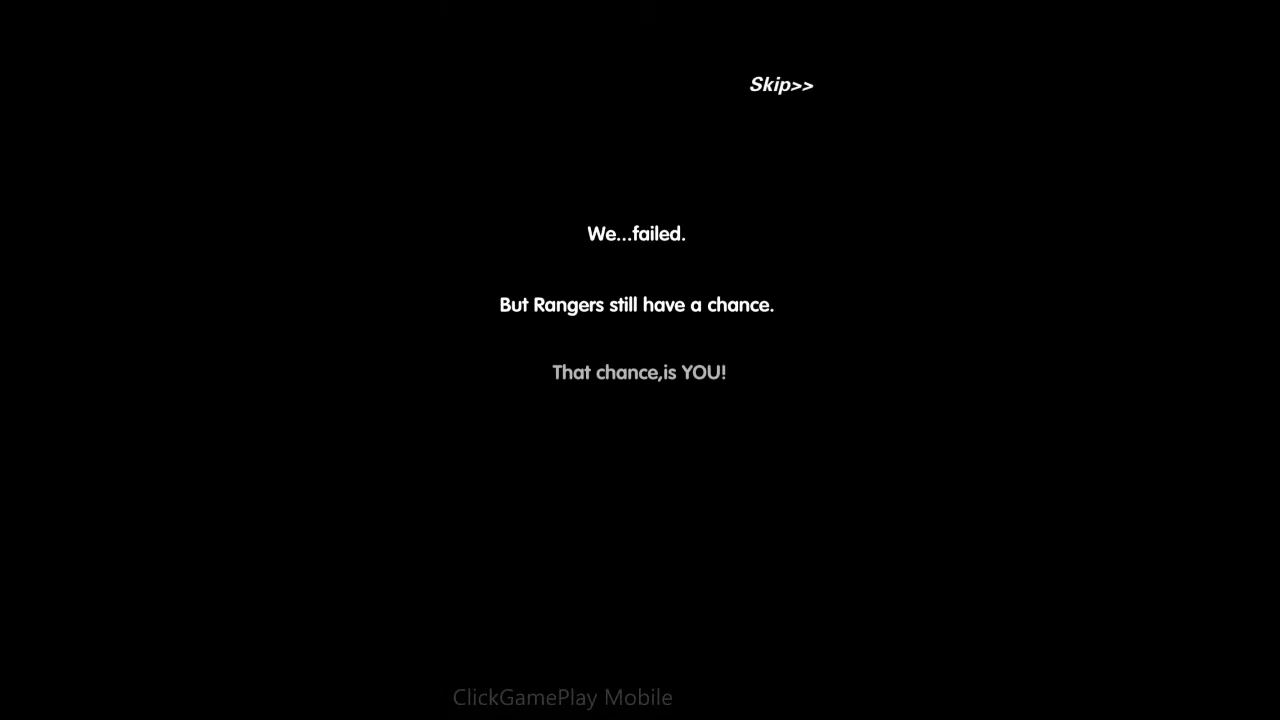 Skip>>
We...failed.
But Rangers still have a chance.
That chance,is YOU!
ClickGamePlay Mobile